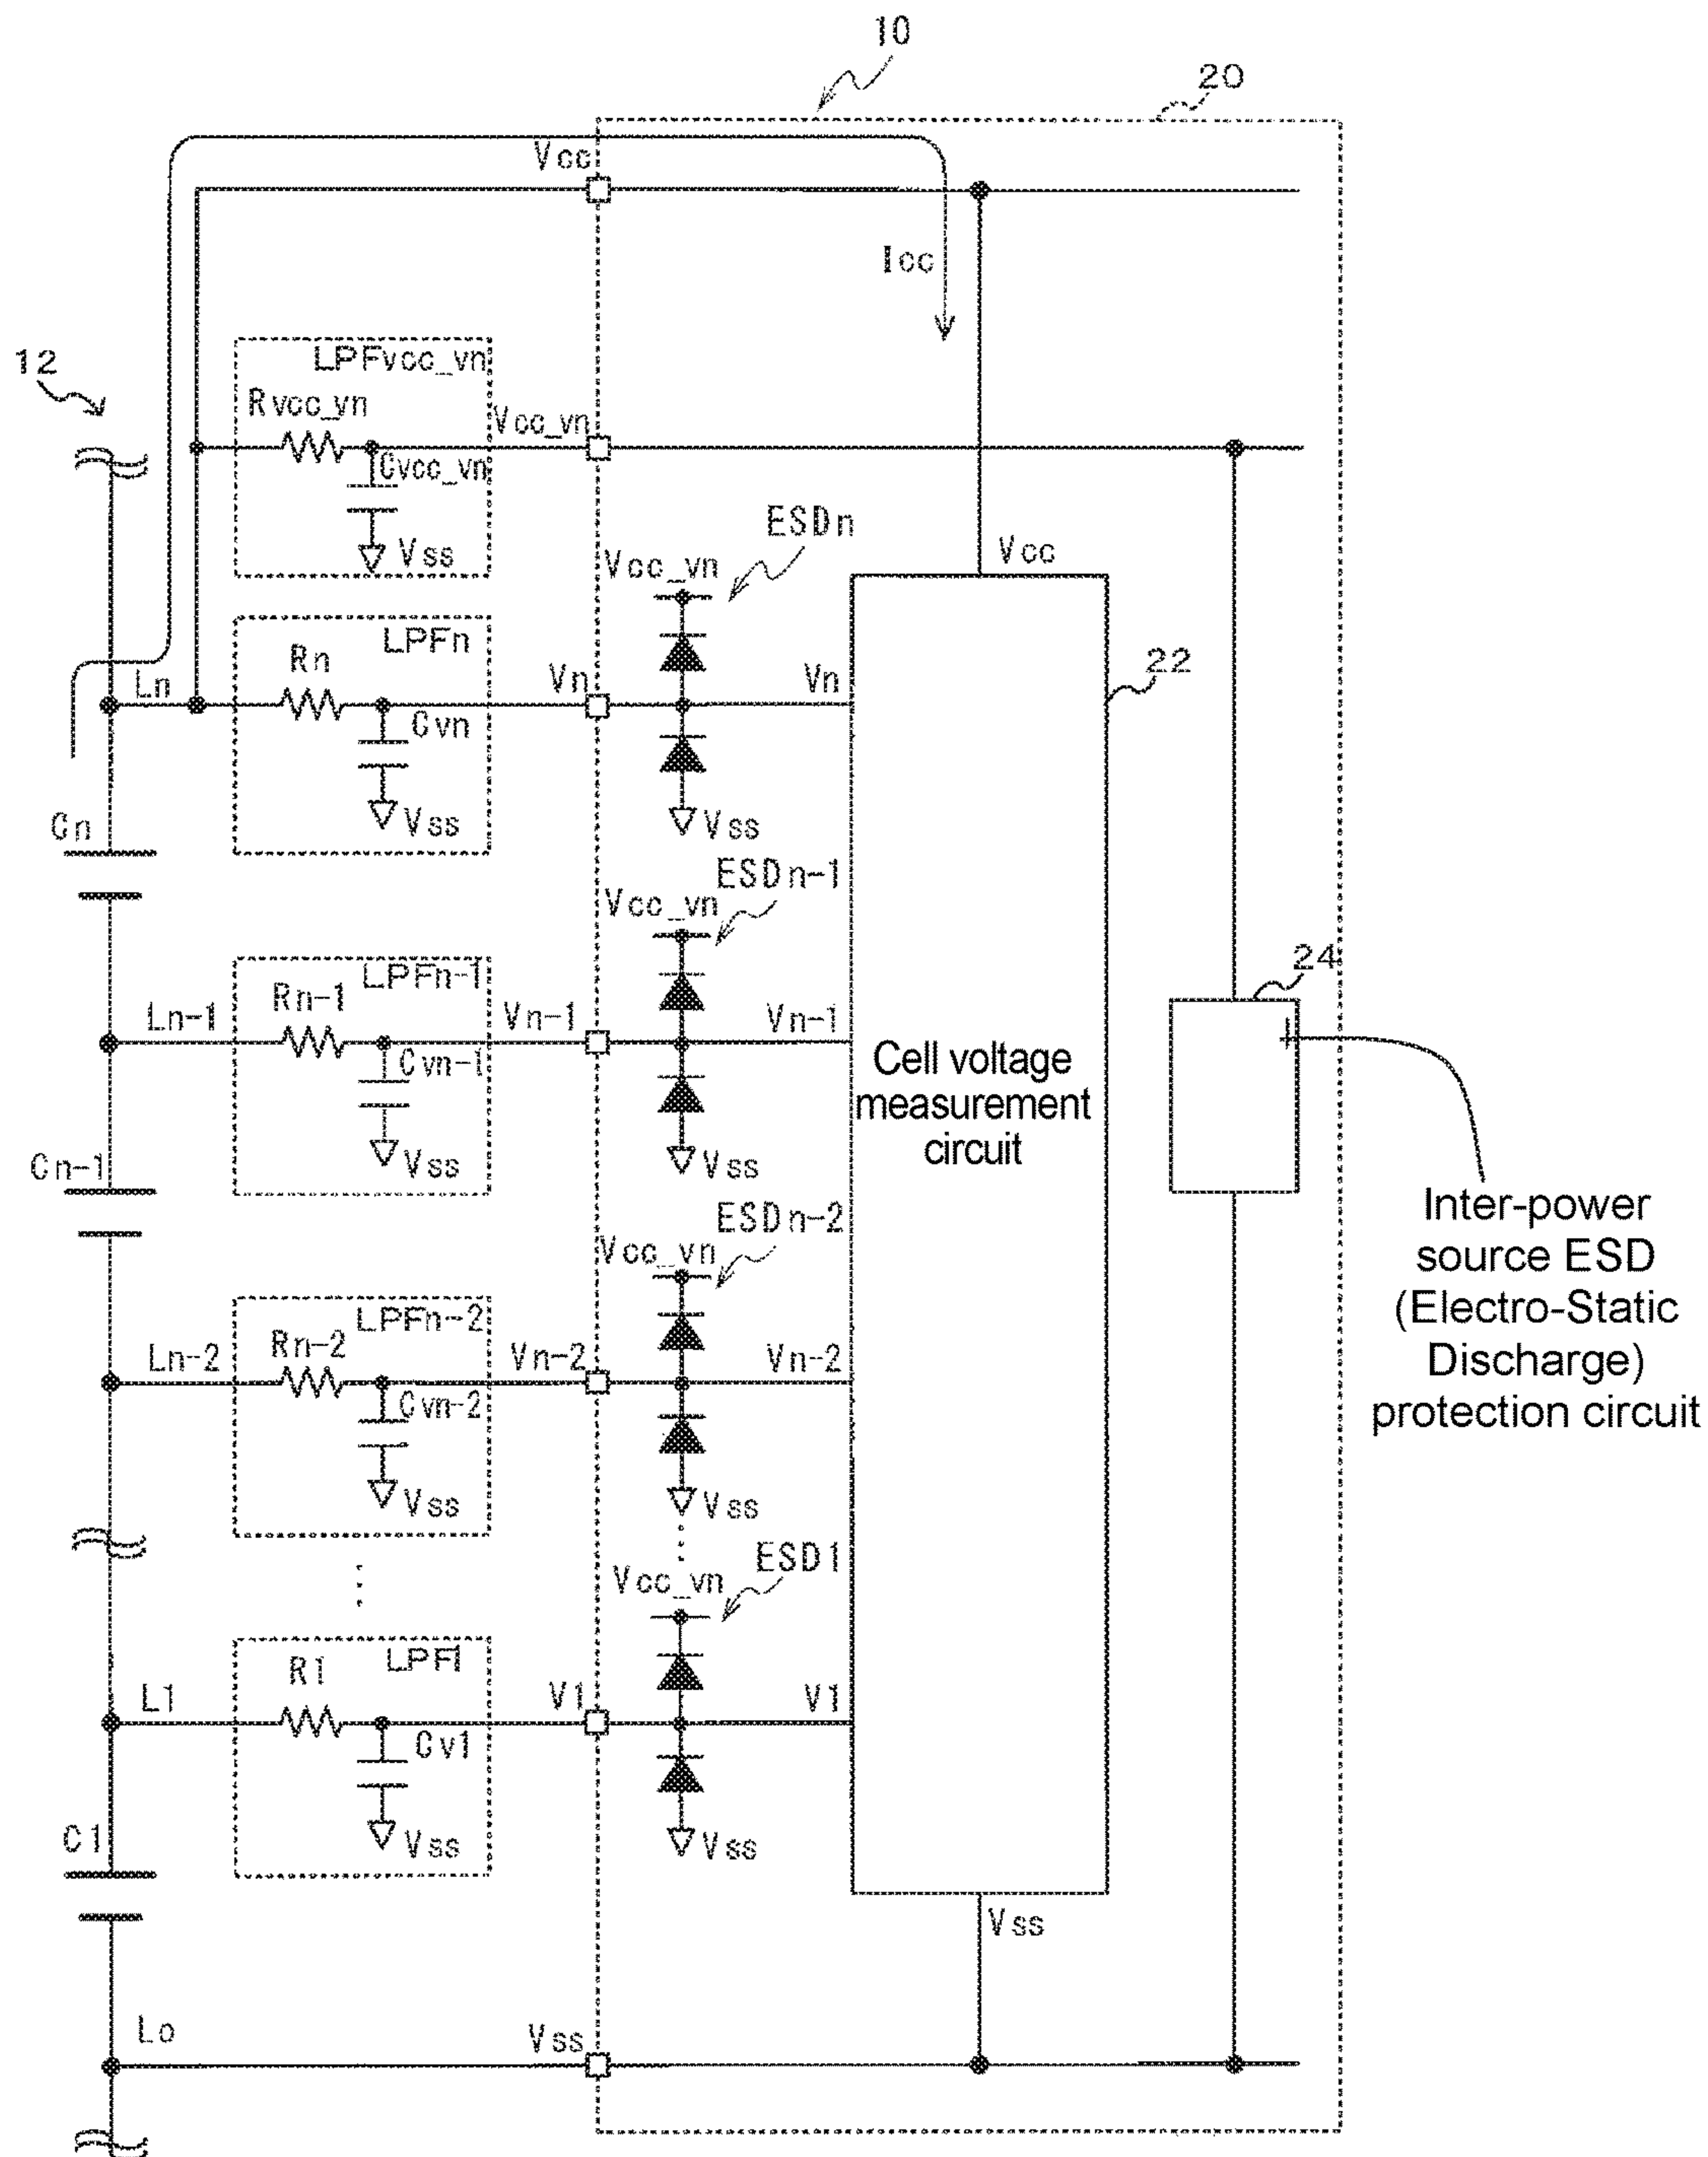 10
20
Vcc
Icc
12
LPFvcc_vn
Rvcc_vn
Vcc_vn
Cvcc_vn
Vss
ESDn
Vcc_vn
Vcc
LPFn
Rn
Ln
Vn
Vn
22
Cvn
Vss
Vss
Cn
ESDn-1
Vcc_vn
24
LPFn-1
Rn-1
Ln-1
Vn-1
Vn-1
Cvn-1
Vss
Vss
Cell voltage
measurement
circuit
Cn-1
Inter-power
source ESD
(Electro-Static
Discharge)
protection circuit
ESDn-2
Vcc_vn
LPFn-2
Rn-2
Ln-2
Vn-2
Vn-2
Cvn-2
Vss
Vss
ESD1
Vcc_vn
LPF1
R1
L1
V1
V1
Cv1
Vss
Vss
C1
Vss
Lo
Vss